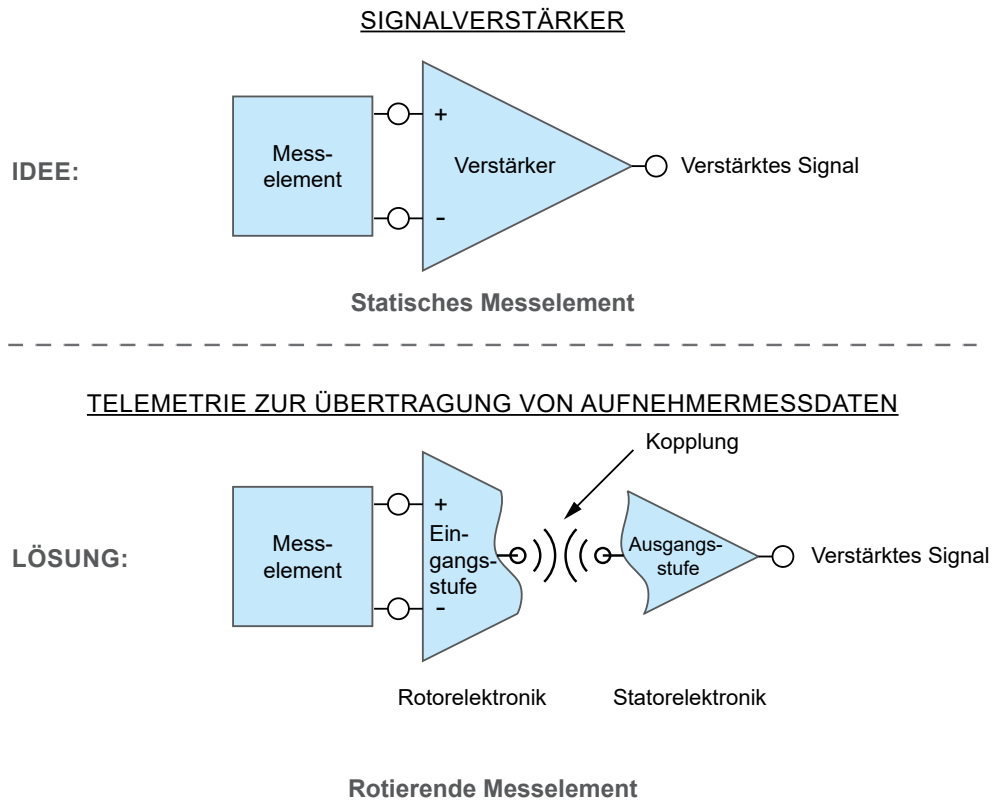 SIGNALVERSTÄRKER
IDEE:
Mess-
element
+
-
Verstärker
Verstärktes Signal
Statisches Messelement
TELEMETRIE ZUR ÜBERTRAGUNG VON AUFNEHMERMESSDATEN
Kopplung
LÖSUNG:
Mess-
element
+
Ein-
gangs-
stufe
-
Ausgangs-
stufe
Verstärktes Signal
Rotorelektronik
Statorelektronik
Rotierende Messelement